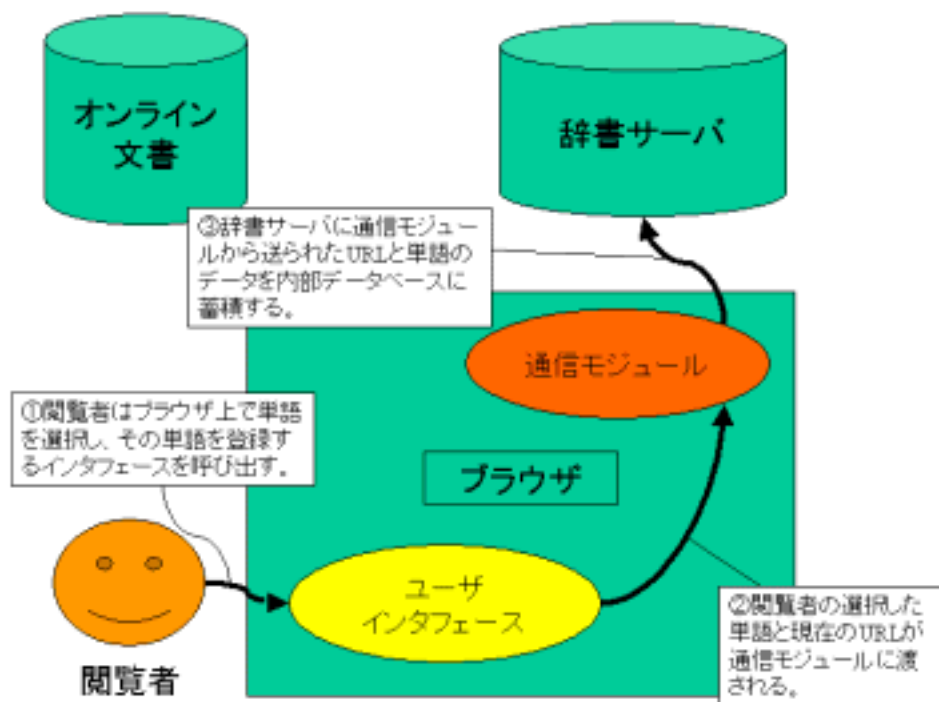 オンライン
文書
辞書サーバ
③辞書サーバに通信モジュー
ルから送られたURLと単語の
データを内部データベースに
蓄積する。
通信モジュール
①閲覧者はブラウザ上で単語
を選択し、その単語を登録す
るインタフェースを呼び出す。
ブラウザ
ユーザ
インタフェース
②閲覧者の選択した
単語と現在のURLが
通信モジュールに渡
される。
閲覧者